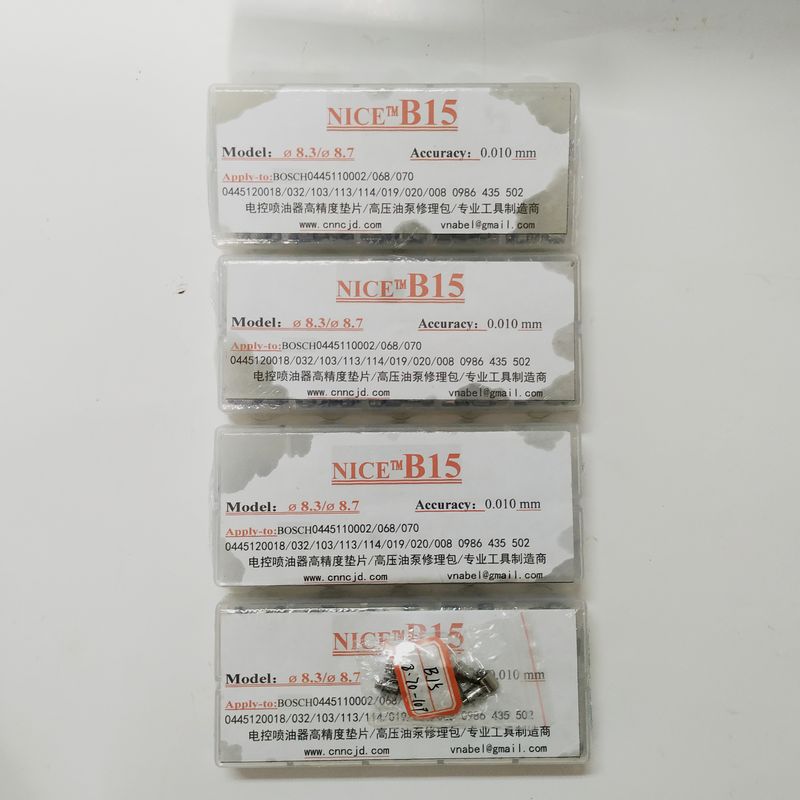 NICE™B15
Model： ø 8.3/ø 8.7 Accuracy： 0.010 mm
Apply-to:BOSCH0445110002/068/070
0445120018/032/103/113/114/019/020/008 0986 435 502
电控喷油器高精度垫片/高压油泵修理包/专业工具制造商
www.cnncjd.com vnabel@gmail.com
NICE™B15
Model： ø 8.3/ø 8.7 Accuracy： 0.010 mm
Apply-to:BOSCH0445110002/068/070
0445120018/032/103/113/114/019/020/008 0986 435 502
电控喷油器高精度垫片/高压油泵修理包/专业工具制造商
www.cnncjd.com vnabel@gmail.com
NICE™B15
Model： ø 8.3/ø 8.7 Accuracy： 0.010 mm
Apply-to:BOSCH0445110002/068/070
0445120018/032/103/113/114/019/020/008 0986 435 502
电控喷油器高精度垫片/高压油泵修理包/专业工具制造商
www.cnncjd.com vnabel@gmail.com
NICE™B15
Model： ø 8.3/ø 8.7 0.010 mm
B15
Apply-to:BOSCH0445110002/068
0445120018/032/103/113/114/019 0986 435 502
电控喷油器高精度垫片/高压油泵修理包/专业工具制造商
www.cnncjd.com vnabel@gmail.com